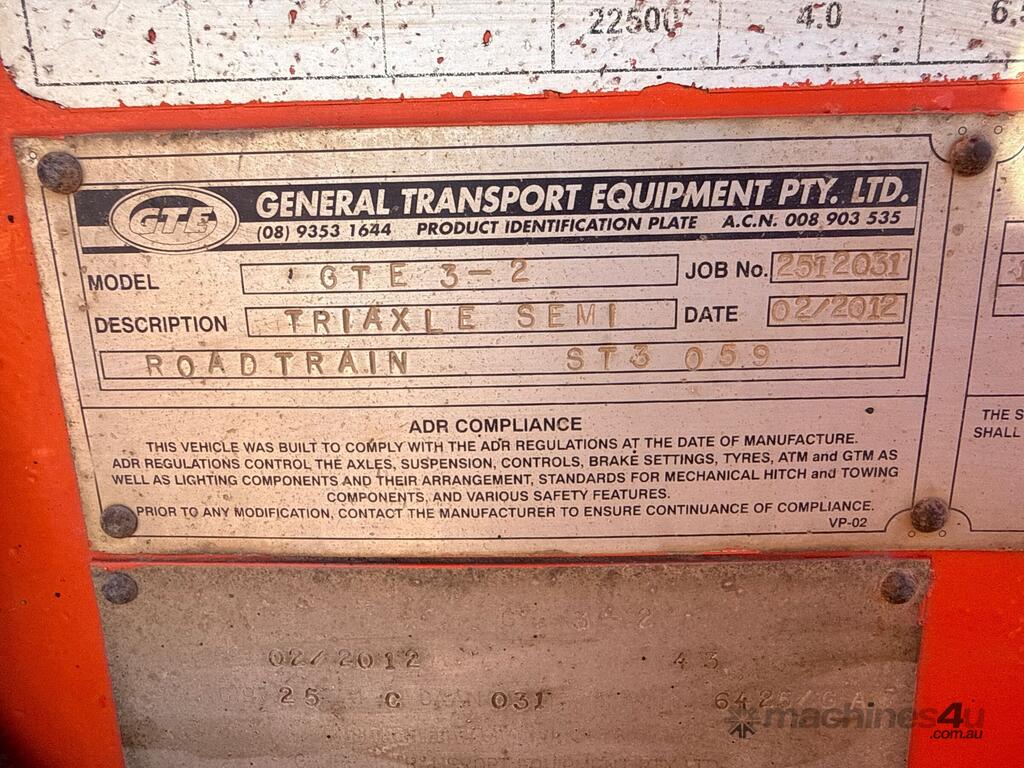 22500 4.0 6.5
GTE GENERAL TRANSPORT EQUIPMENT PTY. LTD.
(08) 9353 1644 PRODUCT IDENTIFICATION PLATE A.C.N. 008 903 535
MODEL GTE 3-2 JOB No. 2512031
DESCRIPTION TRIAXLE SEMI DATE 02/2012
ROADTRAIN ST3 059
ADR COMPLIANCE
THIS VEHICLE WAS BUILT TO COMPLY WITH THE ADR REGULATIONS AT THE DATE OF MANUFACTURE.
ADR REGULATIONS CONTROL THE AXLES, SUSPENSION, CONTROLS, BRAKE SETTINGS, TYRES, ATM and GTM AS
WELL AS LIGHTING COMPONENTS AND THEIR ARRANGEMENT, STANDARDS FOR MECHANICAL HITCH and TOWING
COMPONENTS, AND VARIOUS SAFETY FEATURES.
PRIOR TO ANY MODIFICATION, CONTACT THE MANUFACTURER TO ENSURE CONTINUANCE OF COMPLIANCE.
VP-02
THE S
SHALL
3-2
02/2012 43
25 G 031
machines4u
.com.au